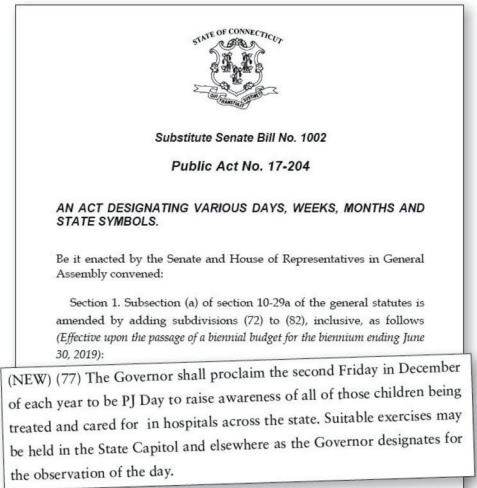 STATE OF CONNECTICUT
QUI TRANSTULIT SUSTINET
Substitute Senate Bill No. 1002
Public Act No. 17-204
AN ACT DESIGNATING VARIOUS DAYS, WEEKS, MONTHS AND
STATE SYMBOLS.
Be it enacted by the Senate and House of Representatives in General
Assembly convened:
Section 1. Subsection (a) of section 10-29a of the general statutes is
amended by adding subdivisions (72) to (82), inclusive, as follows
(Effective upon the passage of a biennial budget for the biennium ending June
30, 2019):
(NEW) (77) The Governor shall proclaim the second Friday in December
of each year to be PJ Day to raise awareness of all of those children being
treated and cared for in hospitals across the state. Suitable exercises may
be held in the State Capitol and elsewhere as the Governor designates for
the observation of the day.